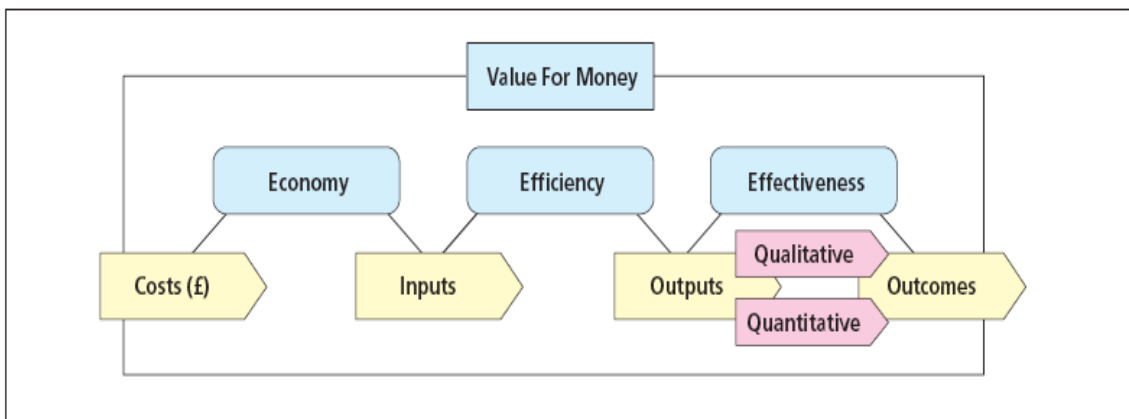 Value For Money
Economy
Efficiency
Effectiveness
Costs (£)
Inputs
Outputs
Qualitative
Quantitative
Outcomes